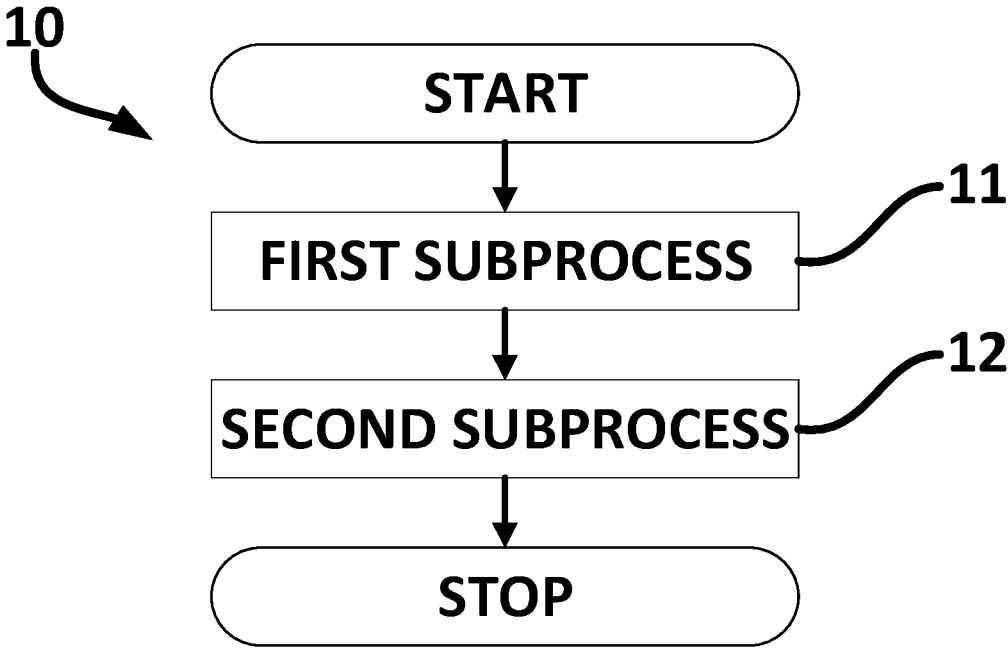 10
START
11
FIRST SUBPROCESS
12
SECOND SUBPROCESS
STOP